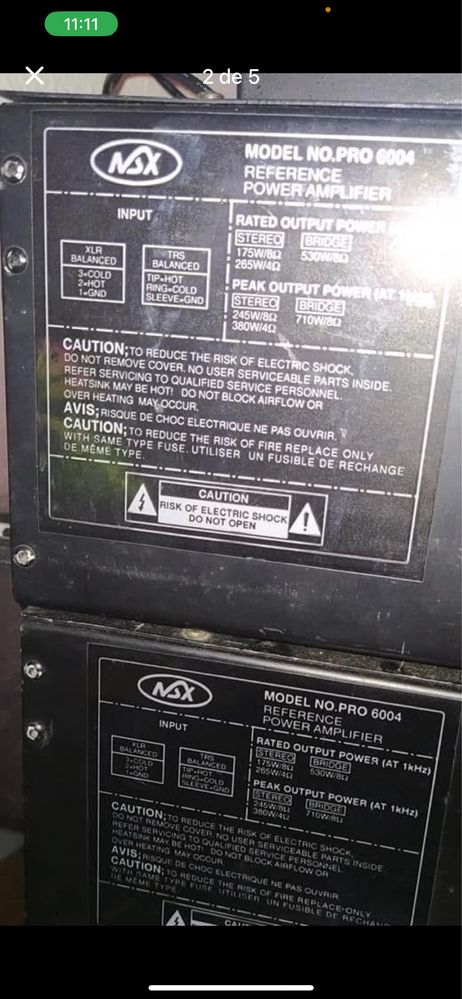 11:11
2 de 5
NSX
MODEL NO.PRO 6004
REFERENCE
POWER AMPLIFIER
INPUT
XLR
BALANCED
3=COLD
2=HOT
1=GND
TRS
BALANCED
TIP=HOT
RING=COLD
SLEEVE=GND
RATED OUTPUT POWER
STEREO BRIDGE
175W/8Ω 530W/8Ω
265W/4Ω
PEAK OUTPUT POWER (AT
STEREO BRIDGE
245W/8Ω 710W/8Ω
380W/4Ω
CAUTION;TO REDUCE THE RISK OF ELECTRIC SHOCK,
DO NOT REMOVE COVER. NO USER SERVICEABLE PARTS INSIDE.
REFER SERVICING TO QUALIFIED SERVICE PERSONNEL.
HEATSINK MAY BE HOT! DO NOT BLOCK AIRFLOW OR
OVER HEATING MAY OCCUR.
AVIS;RISQUE DE CHOC ELECTRIQUE NE PAS OUVRIR.
CAUTION; TO REDUCE THE RISK OF FIRE REPLACE ONLY
WITH SAME TYPE FUSE. UTILISER UN FUSIBLE DE RECHANGE
DE MÊME TYPE.
CAUTION
RISK OF ELECTRIC SHOCK
DO NOT OPEN
NSX
MODEL NO.PRO 6004
REFERENCE
POWER AMPLIFIER
INPUT
XLR
BALANCED
3=COLD
2=HOT
1=GND
TRS
BALANCED
TIP=HOT
RING=COLD
SLEEVE=GND
RATED OUTPUT POWER (AT 1kHz)
STEREO BRIDGE
175W/8Ω 530W/8Ω
265W/4Ω
PEAK OUTPUT POWER (AT 1kHz)
STEREO BRIDGE
245W/8Ω 710W/8Ω
380W/4Ω
CAUTION;TO REDUCE THE RISK OF ELECTRIC SHOCK,
DO NOT REMOVE COVER. NO USER SERVICEABLE PARTS INSIDE
REFER SERVICING TO QUALIFIED SERVICE PERSONNEL
HEATSINK MAY BE HOT! DO NOT BLOCK AIRFLOW OR
OVER HEATING MAY OCCUR
AVIS;RISQUE DE CHOC ELECTRIQUE NE PAS OUVRIR.
CAUTION; TO REDUCE THE RISK OF FIRE REPLACE ONLY
WITH SAME TYPE FUSE. UTILISER UN FUSIBLE DE
DE MÊME TYPE